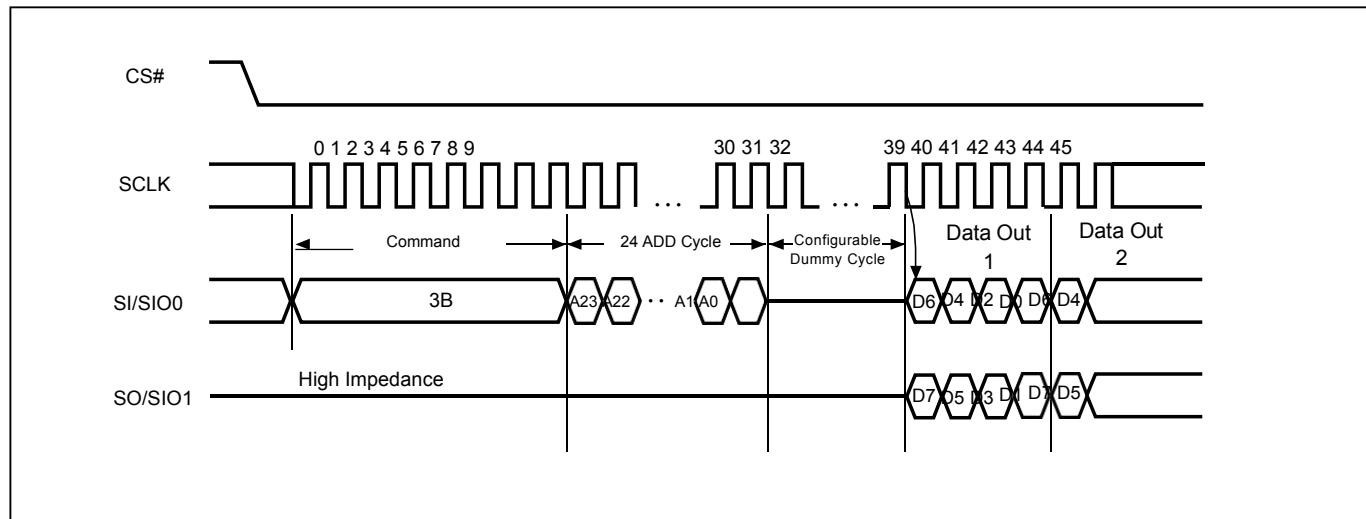 CS#
0 1 2 3 4 5 6 7 8 9
30 31 32
39 40 41 42 43 44 45
SCLK
...
...
Command
24 ADD Cycle
Configurable
Dummy Cycle
Data Out
1
Data Out
2
SI/SIO0
3B
A23 A22 ·· A1 A0
D6 D4 D2 D0 D6 D4
High Impedance
SO/SIO1
D7 D5 D3 D1 D7 D5